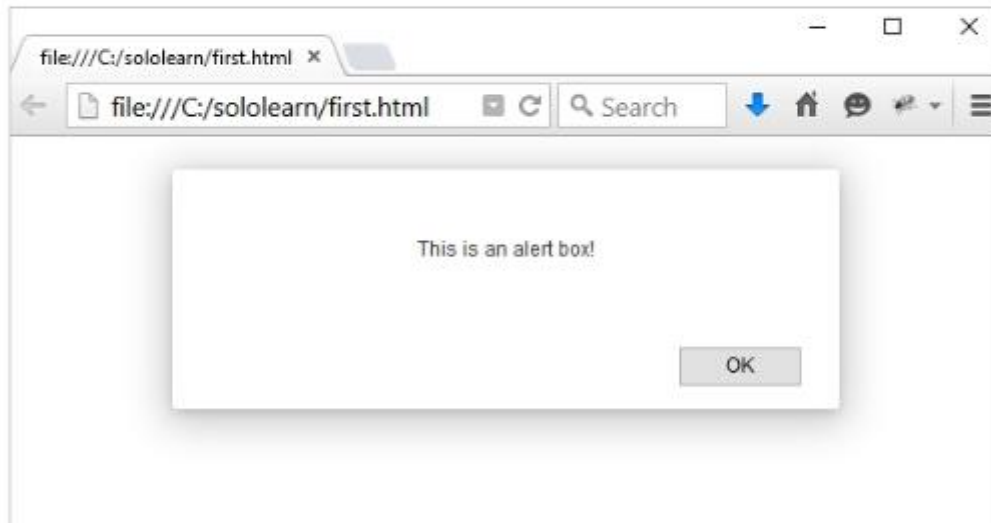 file:///C:/sololearn/first.html
file:///C:/sololearn/first.html
Search
This is an alert box!
OK